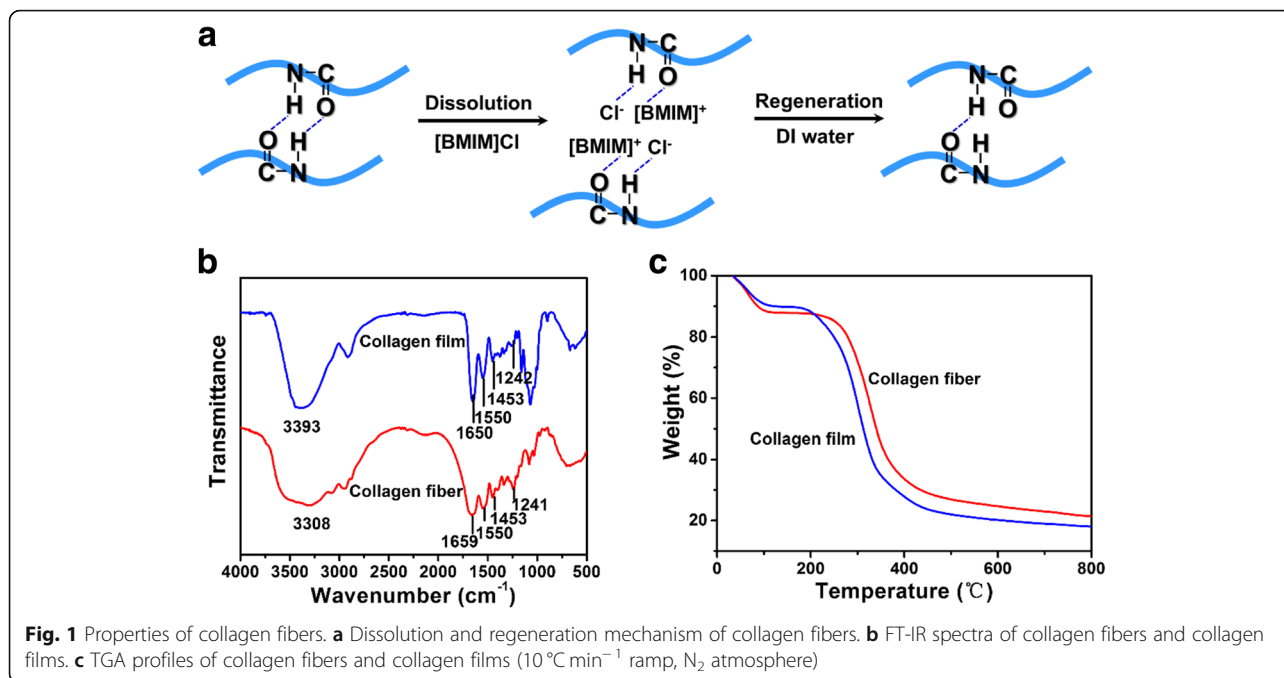 a
N–C
H O
O H
C–N
Dissolution
[BMIM]Cl
N–C
H O
Cl⁻ [BMIM]⁺
[BMIM]⁺ Cl⁻
O H
C–N
Regeneration
DI water
N–C
H O
O H
C–N
b
Transmittance
Collagen film
3393
1650
1550
1453
1242
Collagen fiber
3308
1659
1550
1453
1241
4000 3500 3000 2500 2000 1500 1000 500
Wavenumber (cm⁻¹)
c
Weight (%)
100
80
60
40
20
Collagen fiber
Collagen film
0 200 400 600 800
Temperature (℃)
Fig. 1 Properties of collagen fibers. a Dissolution and regeneration mechanism of collagen fibers. b FT-IR spectra of collagen fibers and collagen
films. c TGA profiles of collagen fibers and collagen films (10 °C min⁻ ¹ ramp, N₂ atmosphere)